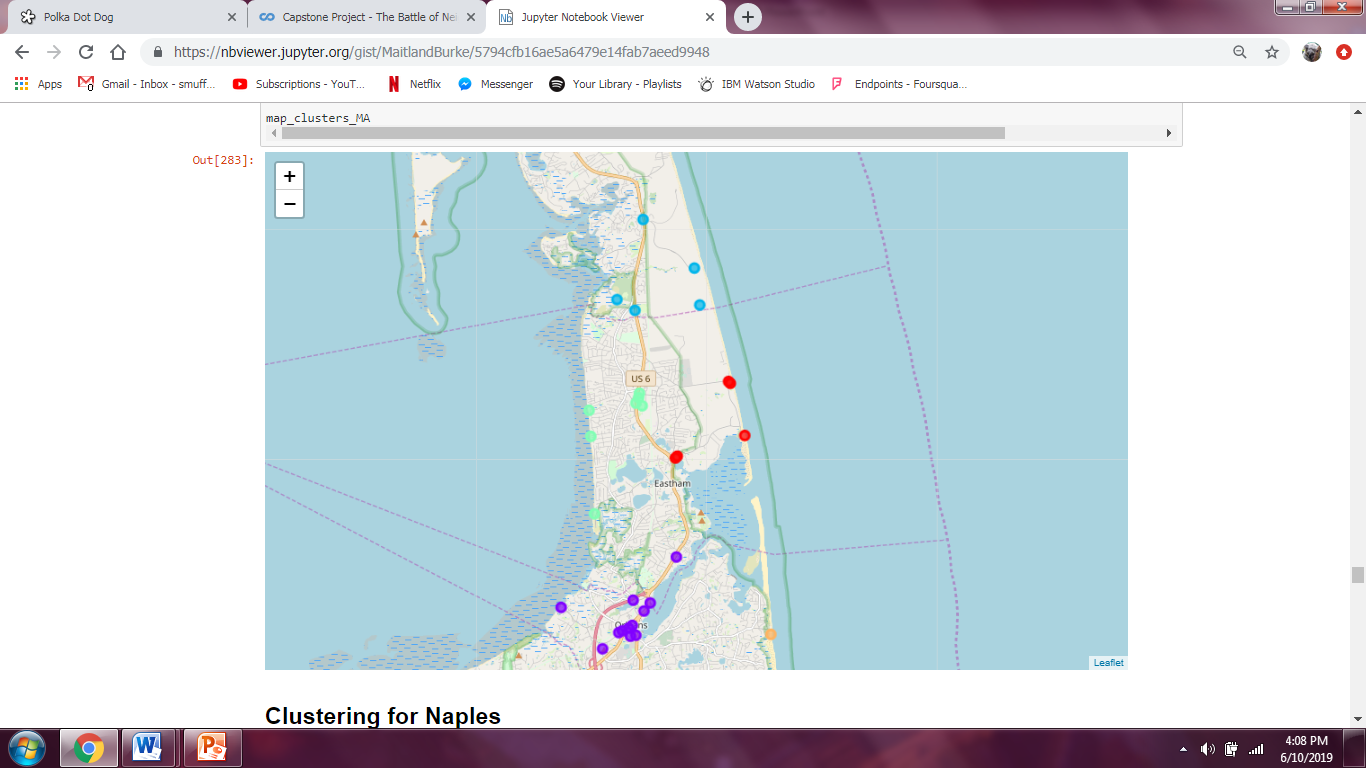 Polka Dot Dog
Capstone Project - The Battle of Nei
Jupyter Notebook Viewer
https://nbviewer.jupyter.org/gist/MaitlandBurke/5794cfb16ae5a6479e14fab7aeed9948
Apps
Gmail - Inbox - smuff...
Subscriptions - YouT...
Netflix
Messenger
Your Library - Playlists
IBM Watson Studio
Endpoints - Foursqua...
map_clusters_MA
Out[283]:
+
−
US 6
Eastham
Leaflet
Clustering for Naples
4:08 PM
6/10/2019